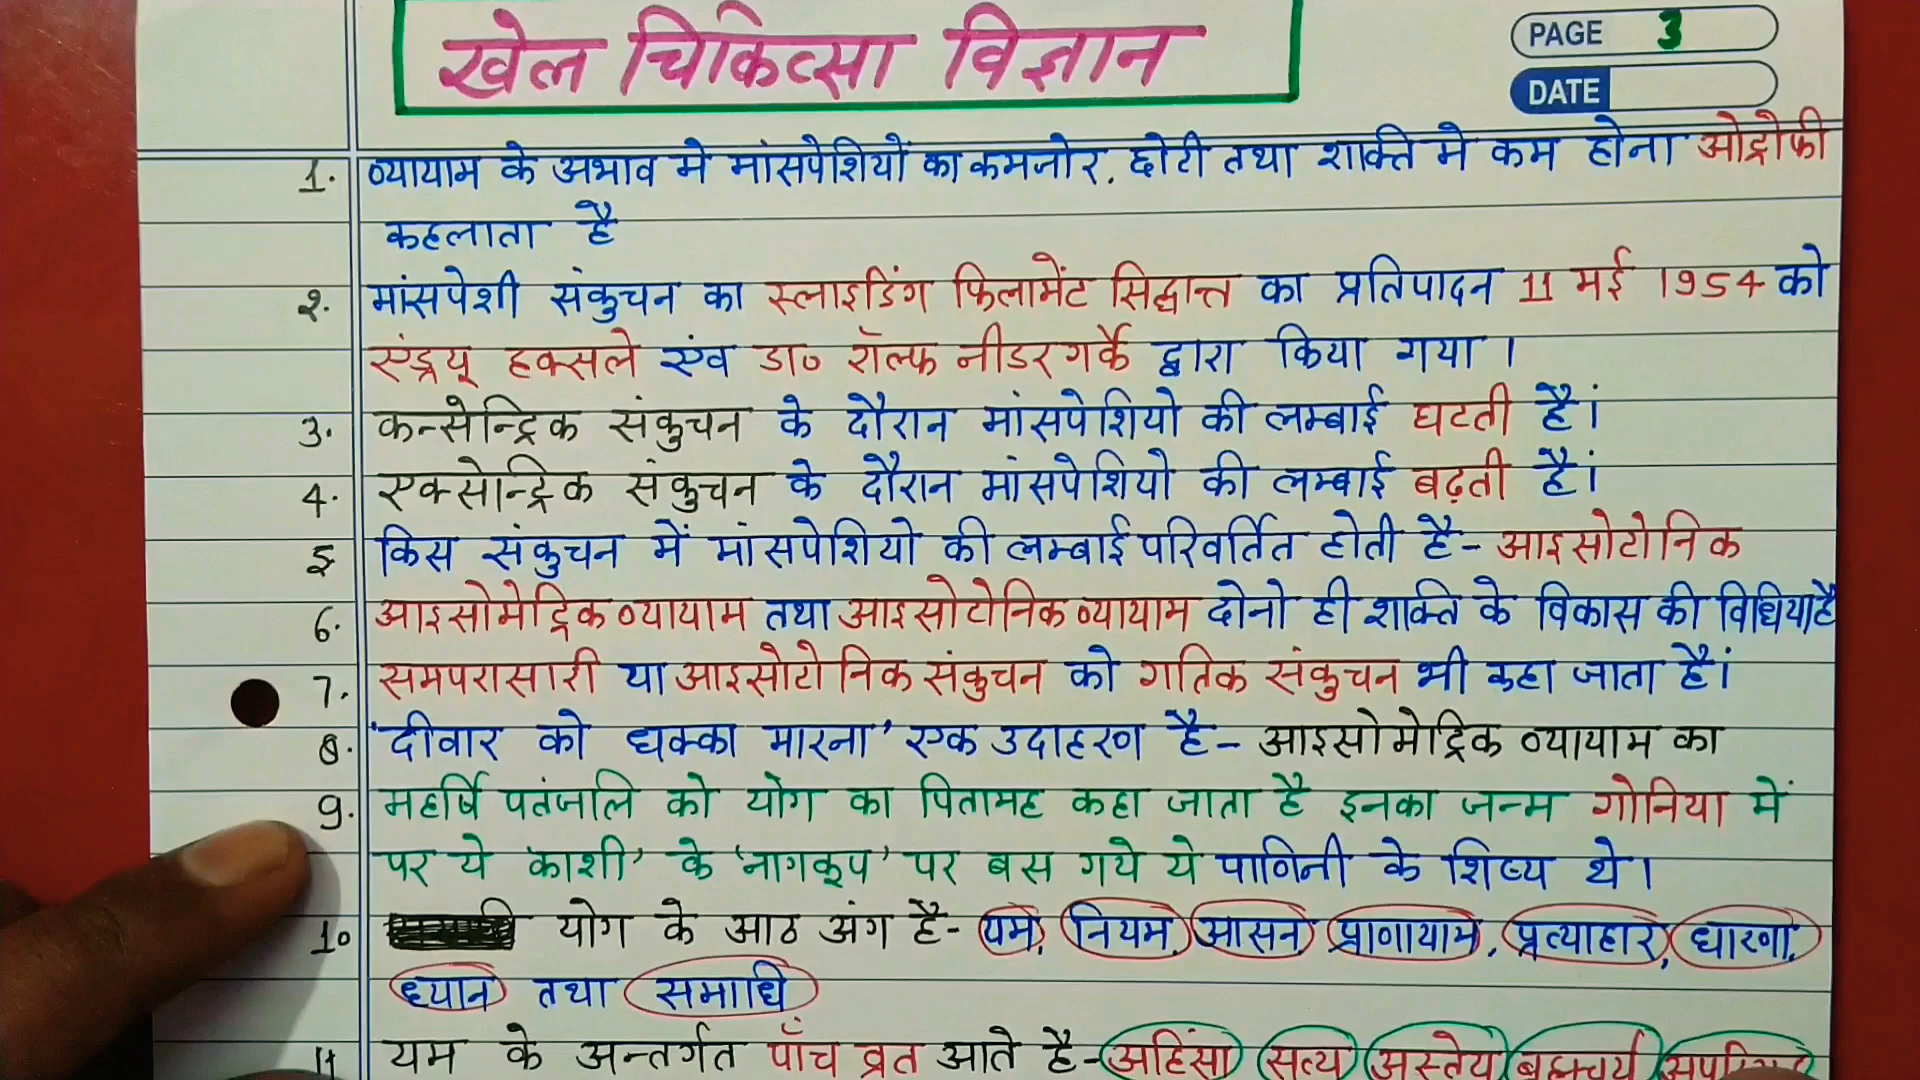 खेल चिकित्सा विज्ञान
PAGE 3
DATE
1. व्यायाम के अभाव मे मांसपेशियों का कमजोर, छोटी तथा शक्ति मे कम होना ओट्रोफी
कहलाता है
2. मांसपेशी संकुचन का स्लाइडिंग फिलामेंट सिद्धान्त का प्रतिपादन 11 मई 1954 को
एंड्रयू हक्सले एंव डा० रॉल्फ नीडरगर्के द्वारा किया गया।
3. कन्सेन्ट्रिक संकुचन के दौरान मांसपेशियो की लम्बाई घटती है।
4. एक्सेन्ट्रिक संकुचन के दौरान मांसपेशियो की लम्बाई बढ़ती है।
5 किस संकुचन में मांसपेशियो की लम्बाई परिवर्तित होती है- आइसोटोनिक
6. आइसोमेट्रिक व्यायाम तथा आइसोटोनिक व्यायाम दोनो ही शक्ति के विकास की विधियाहै
7. समपरासारी या आइसोटोनिक संकुचन को गतिक संकुचन भी कहा जाता है।
8. 'दीवार को धक्का मारना' एक उदाहरण है- आइसोमेट्रिक व्यायाम का
9. महर्षि पतंजलि को योग का पितामह कहा जाता है इनका जन्म गोनिया में
पर ये 'काशी' के 'नागकूप' पर बस गये ये पाणिनी के शिष्य थे।
10 योग के आठ अंग है- यम, नियम, आसन, प्राणायाम, प्रत्याहार, धारणा,
ध्यान तथा समाधि
11 यम के अन्तर्गत पाँच व्रत आते है- अहिंसा सत्य अस्तेय ब्रह्मचर्य